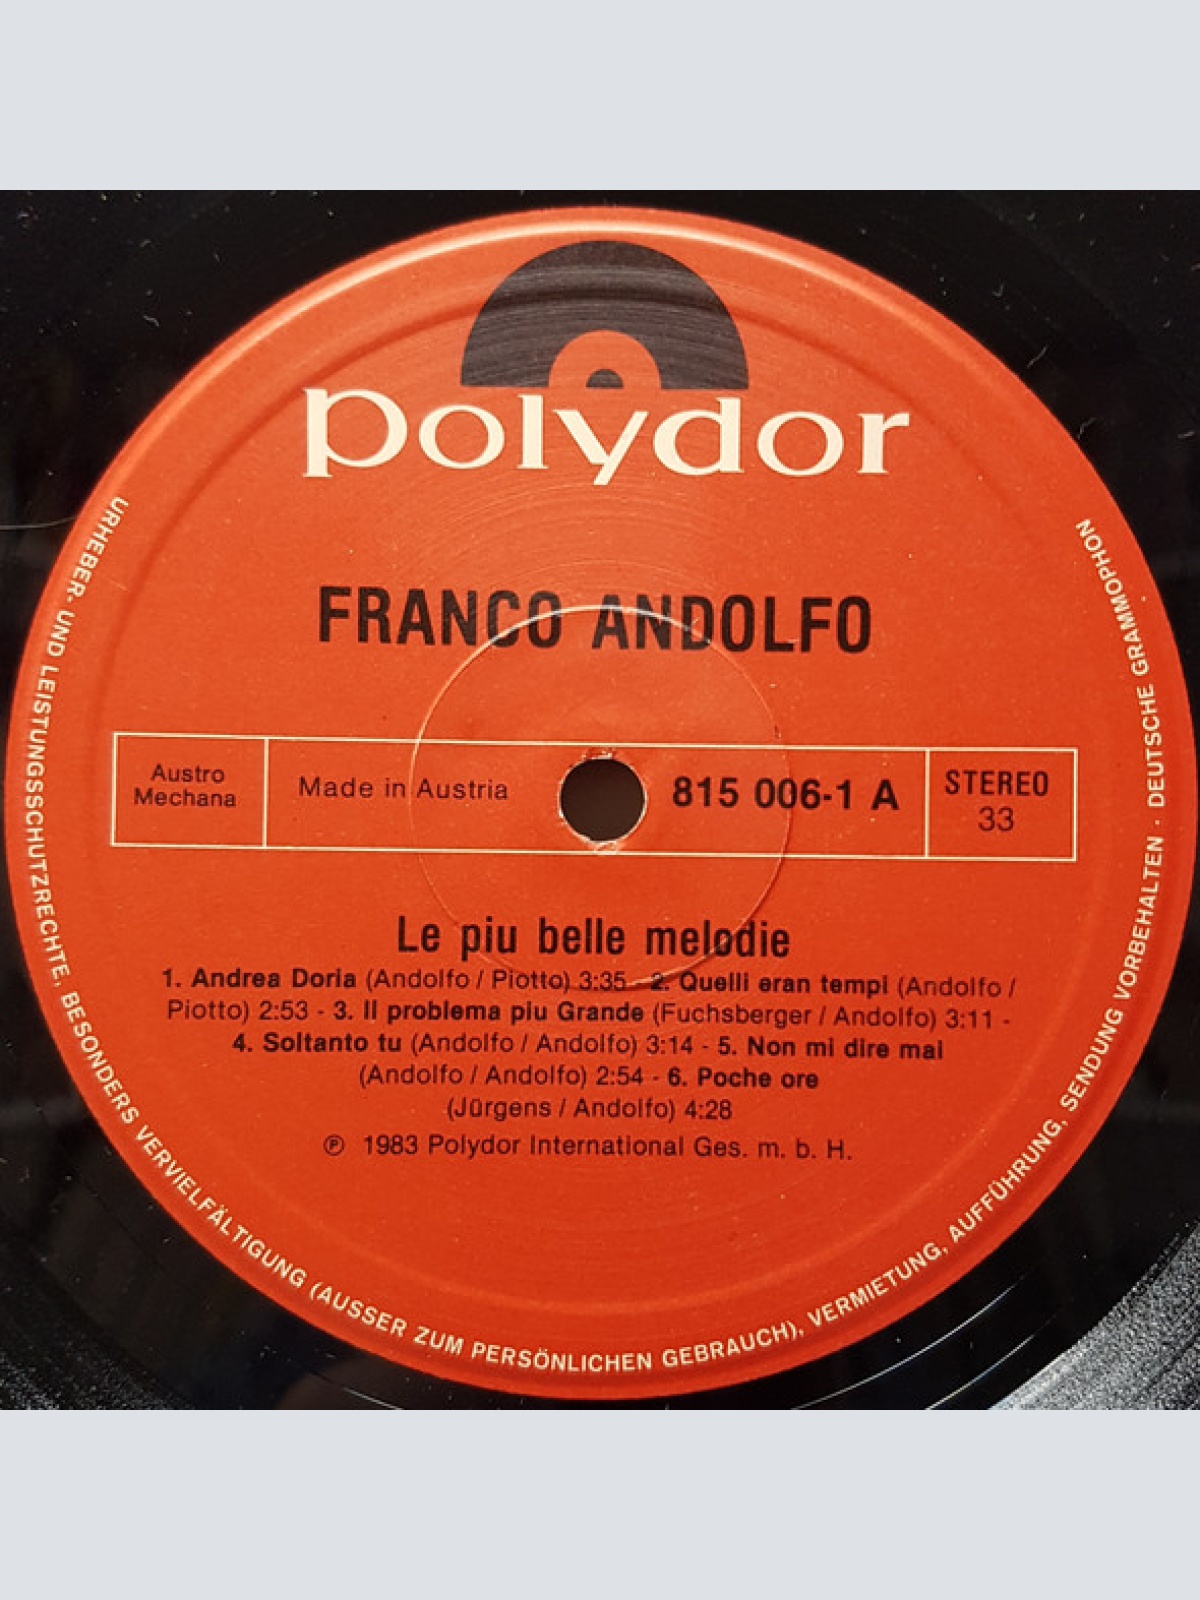 polydor
FRANCO ANDOLFO
Austro
Mechana
Made in Austria
815 006-1 A
STEREO
33
Le piu belle melodie
1. Andrea Doria (Andolfo / Piotto) 3:35 - 2. Quelli eran tempi (Andolfo /
Piotto) 2:53 - 3. Il problema piu Grande (Fuchsberger / Andolfo) 3:11 -
4. Soltanto tu (Andolfo / Andolfo) 3:14 - 5. Non mi dire mai
(Andolfo / Andolfo) 2:54 - 6. Poche ore
(Jürgens / Andolfo) 4:28
℗ 1983 Polydor International Ges. m. b. H.
URHEBER- UND LEISTUNGSSCHUTZRECHTE, BESONDERS VERVIELFÄLTIGUNG (AUSSER ZUM PERSÖNLICHEN GEBRAUCH), VERMIETUNG, AUFFÜHRUNG, SENDUNG VORBEHALTEN · DEUTSCHE GRAMMOPHON